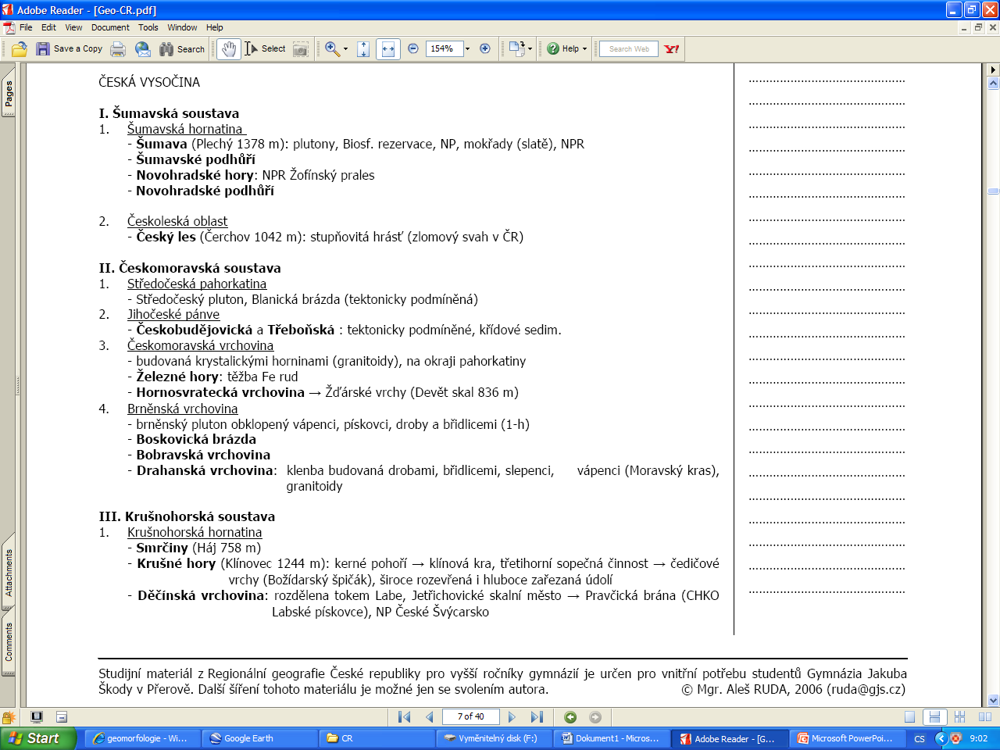 Adobe Reader - [Geo-CR.pdf]
File Edit View Document Tools Window Help
Save a Copy Search Select 154% Help Search Web Y!
Pages
Attachments
Comments
ČESKÁ VYSOČINA
I. Šumavská soustava
1. Šumavská hornatina
- Šumava (Plechý 1378 m): plutony, Biosf. rezervace, NP, mokřady (slatě), NPR
- Šumavské podhůří
- Novohradské hory: NPR Žofínský prales
- Novohradské podhůří
2. Českoleská oblast
- Český les (Čerchov 1042 m): stupňovitá hrásť (zlomový svah v ČR)
II. Českomoravská soustava
1. Středočeská pahorkatina
- Středočeský pluton, Blanická brázda (tektonicky podmíněná)
2. Jihočeské pánve
- Českobudějovická a Třeboňská : tektonicky podmíněné, křídové sedim.
3. Českomoravská vrchovina
- budovaná krystalickými horninami (granitoidy), na okraji pahorkatiny
- Železné hory: těžba Fe rud
- Hornosvratecká vrchovina → Žďárské vrchy (Devět skal 836 m)
4. Brněnská vrchovina
- brněnský pluton obklopený vápenci, pískovci, droby a břidlicemi (1-h)
- Boskovická brázda
- Bobravská vrchovina
- Drahanská vrchovina: klenba budovaná drobami, břidlicemi, slepenci, vápenci (Moravský kras),
granitoidy
III. Krušnohorská soustava
1. Krušnohorská hornatina
- Smrčiny (Háj 758 m)
- Krušné hory (Klínovec 1244 m): kerné pohoří → klínová kra, třetihorní sopečná činnost → čedičové
vrchy (Božídarský špičák), široce rozevřená i hluboce zařezaná údolí
- Děčínská vrchovina: rozdělena tokem Labe, Jetřichovické skalní město → Pravčická brána (CHKO
Labské pískovce), NP České Švýcarsko
Studijní materiál z Regionální geografie České republiky pro vyšší ročníky gymnázií je určen pro vnitřní potřebu studentů Gymnázia Jakuba
Škody v Přerově. Další šíření tohoto materiálu je možné jen se svolením autora. © Mgr. Aleš RUDA, 2006 (ruda@gjs.cz)
7 of 40
Start geomorfologie - Wi... Google Earth CR Vyměnitelný disk (F:) Dokument1 - Micros... Adobe Reader - [G... Microsoft PowerPoi... CS 9:02